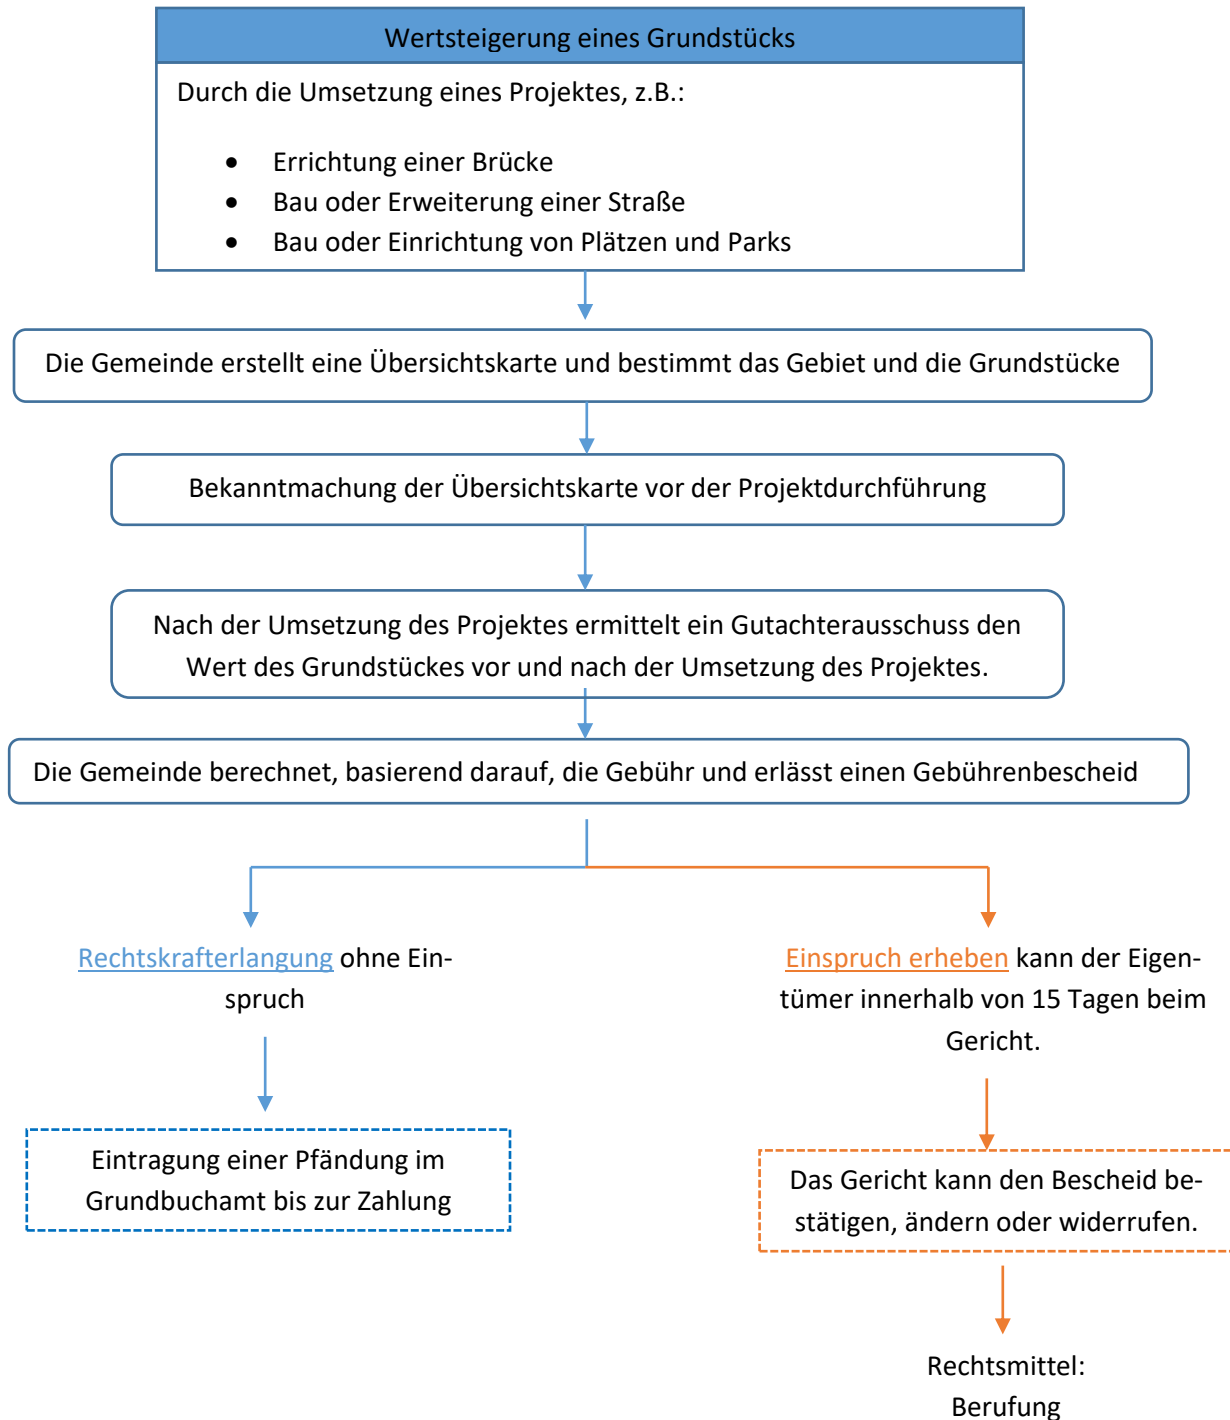 Wertsteigerung eines Grundstücks
Durch die Umsetzung eines Projektes, z.B.:
• Errichtung einer Brücke
• Bau oder Erweiterung einer Straße
• Bau oder Einrichtung von Plätzen und Parks
Die Gemeinde erstellt eine Übersichtskarte und bestimmt das Gebiet und die Grundstücke
Bekanntmachung der Übersichtskarte vor der Projektdurchführung
Nach der Umsetzung des Projektes ermittelt ein Gutachterausschuss den
Wert des Grundstückes vor und nach der Umsetzung des Projektes.
Die Gemeinde berechnet, basierend darauf, die Gebühr und erlässt einen Gebührenbescheid
Rechtskrafterlangung ohne Ein-
spruch
Eintragung einer Pfändung im
Grundbuchamt bis zur Zahlung
Einspruch erheben kann der Eigen-
tümer innerhalb von 15 Tagen beim
Gericht.
Das Gericht kann den Bescheid be-
stätigen, ändern oder widerrufen.
Rechtsmittel:
Berufung